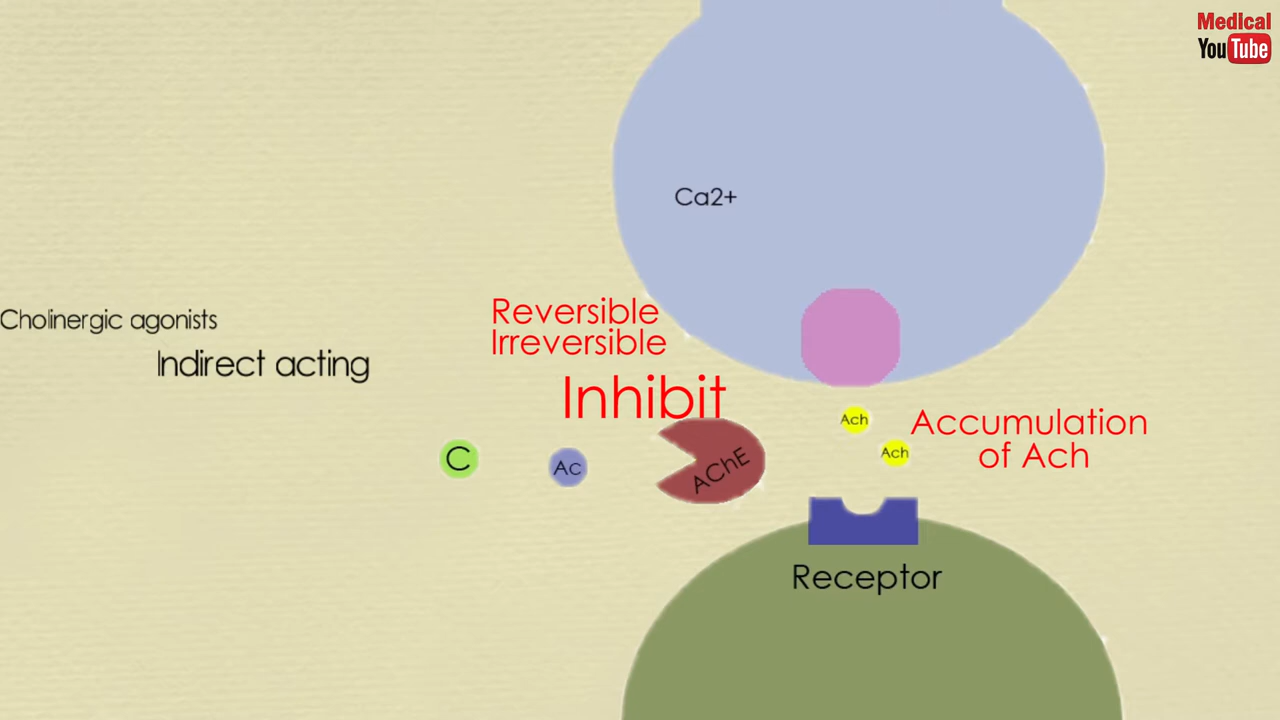 Medical
YouTube
Ca2+
Reversible
Irreversible
Cholinergic agonists
Indirect acting
Inhibit
Ach
Accumulation
of Ach
Ach
C
Ac
AChE
Receptor